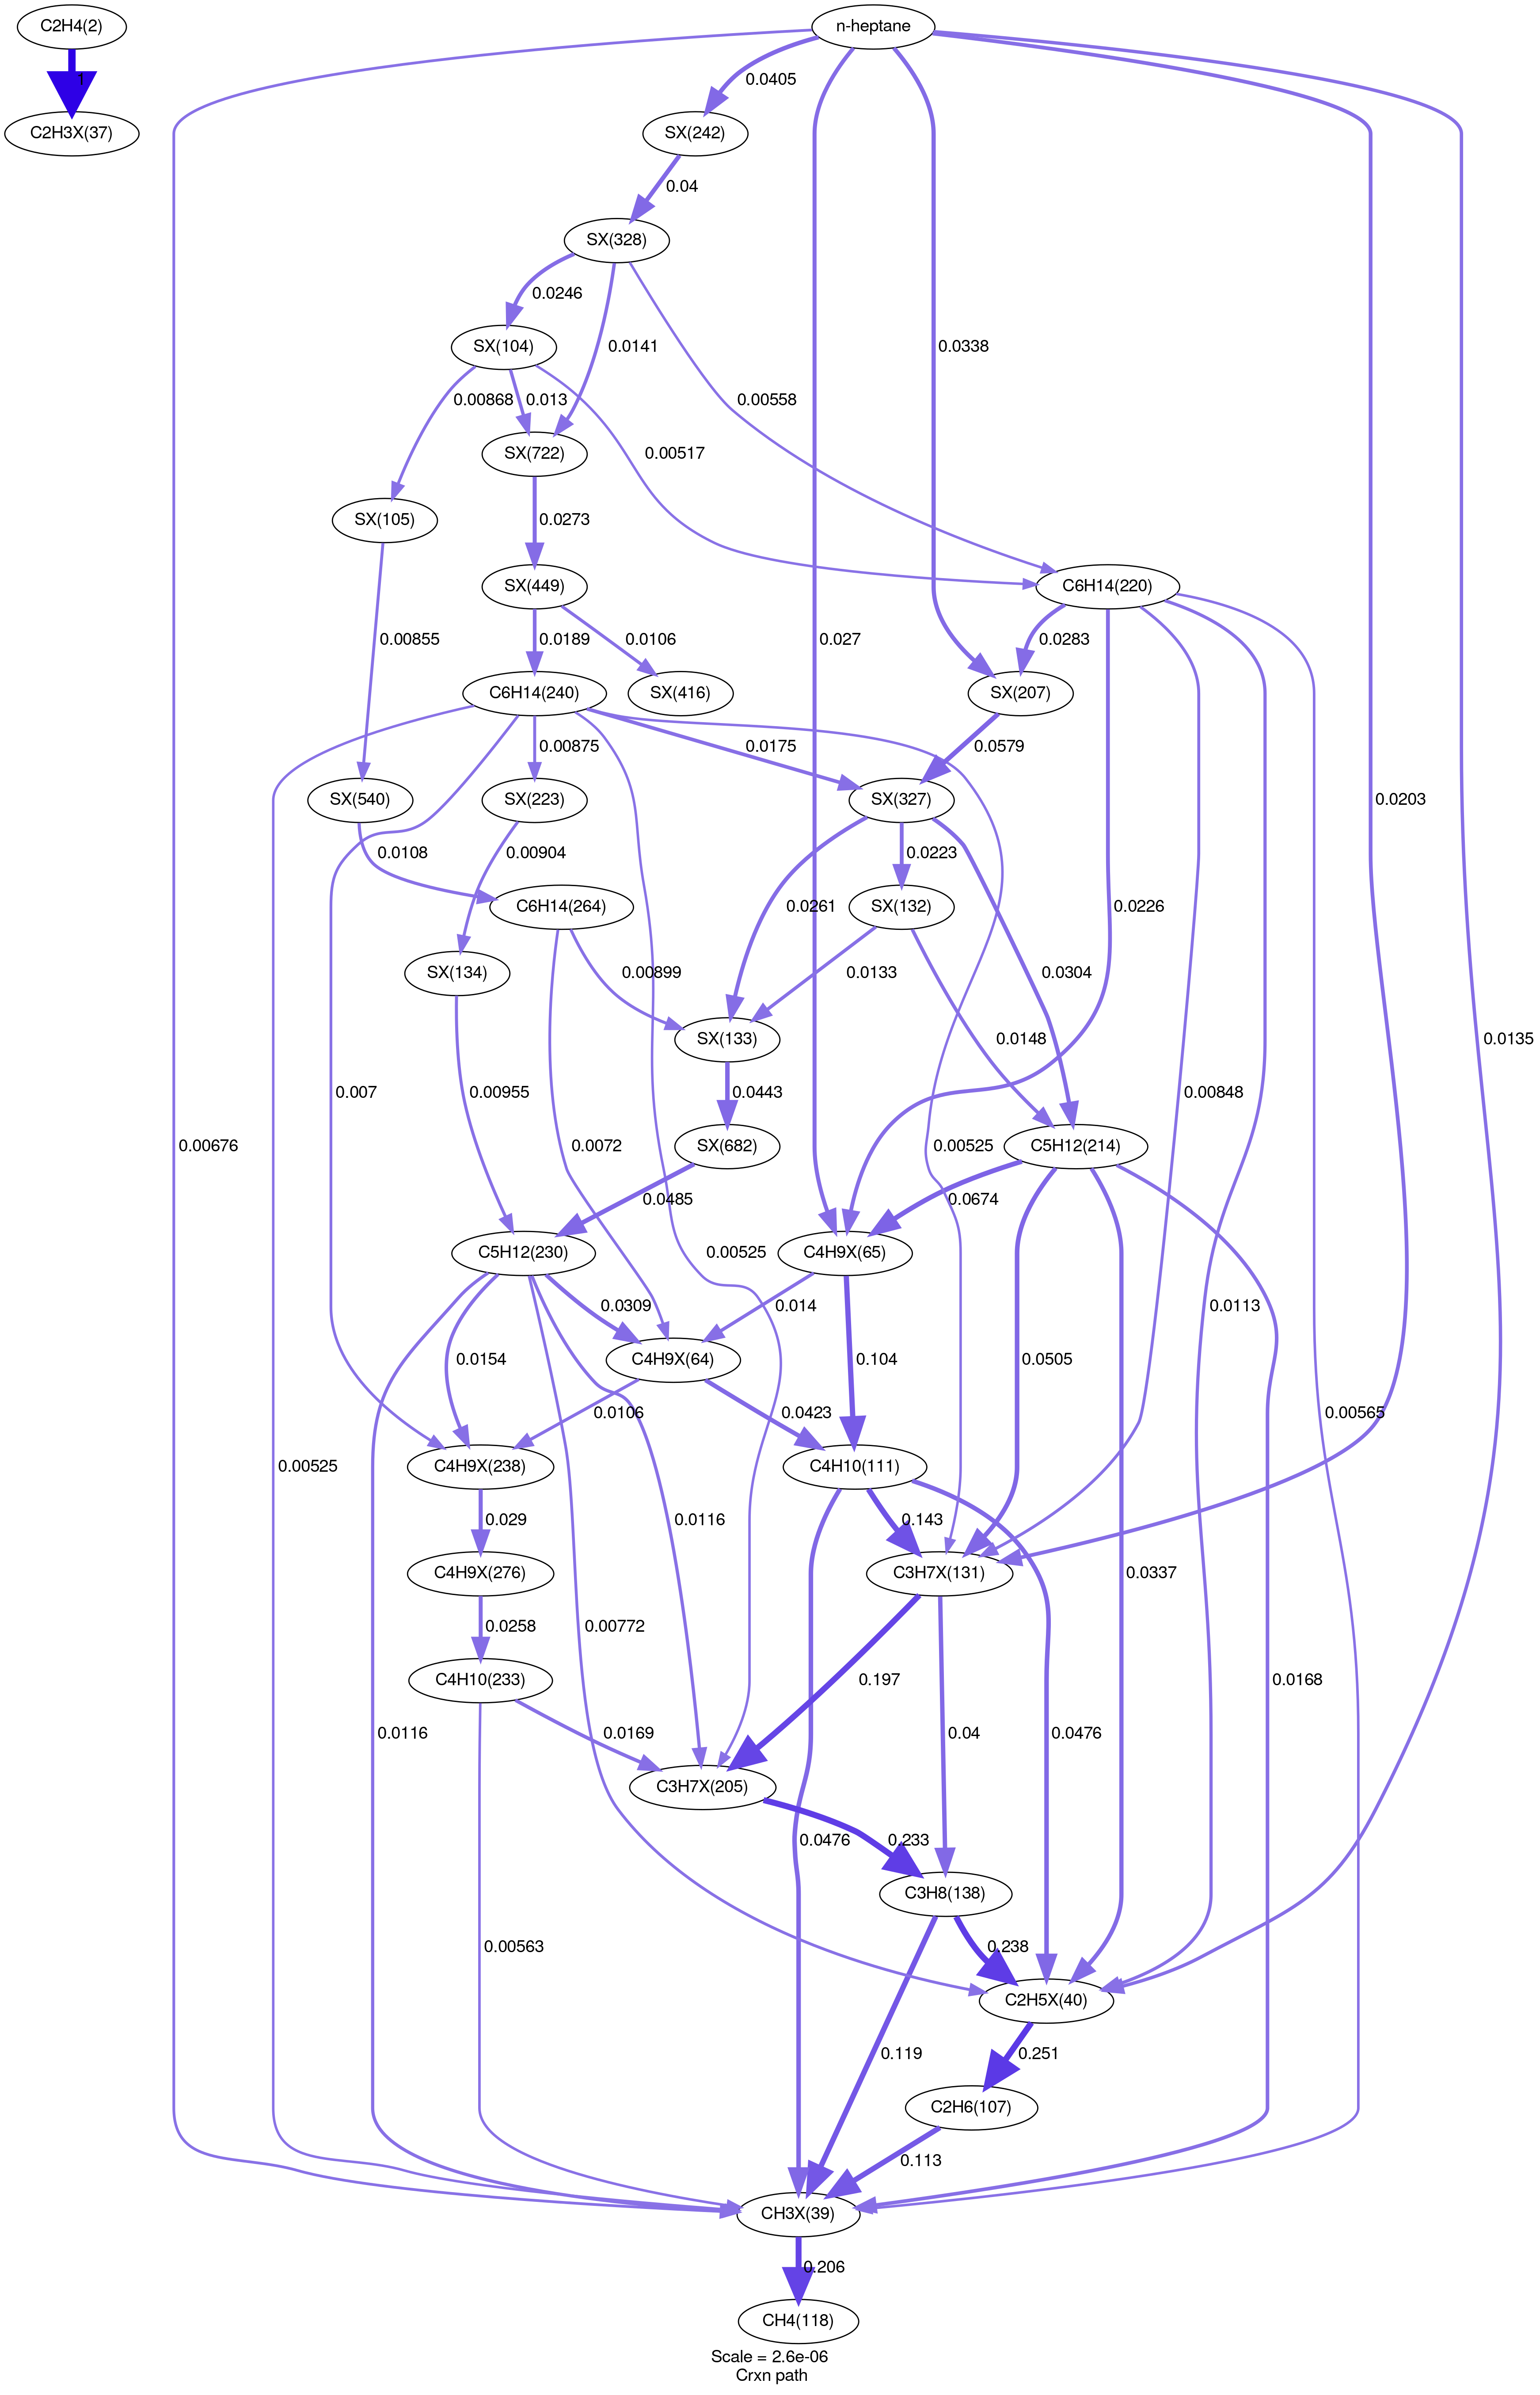 C2H4(2)
n-heptane
1
0.0405
C2H3X(37)
SX(242)
0.04
SX(328)
0.0246
0.0141
0.0338
SX(104)
0.00868
0.013
0.00558
0.00517
SX(722)
SX(105)
0.0273
SX(449)
C6H14(220)
0.00855
0.0189
0.0106
0.027
0.0283
C6H14(240)
SX(416)
SX(207)
0.00875
0.0175
0.0579
0.0203
SX(540)
SX(223)
SX(327)
0.0108
0.00904
0.0223
C6H14(264)
0.0261
SX(132)
0.0226
SX(134)
0.00899
0.0133
0.0304
SX(133)
0.0148
0.0135
0.00676
0.007
0.00955
0.0443
0.00848
0.0072
0.00525
SX(682)
C5H12(214)
0.0485
0.0674
C5H12(230)
0.00525
C4H9X(65)
0.0309
0.014
0.0113
0.0154
C4H9X(64)
0.104
0.0505
0.00565
0.0106
0.0423
0.00525
C4H9X(238)
C4H10(111)
0.029
0.0116
0.143
C4H9X(276)
C3H7X(131)
0.0337
0.0258
0.00772
C4H10(233)
0.0116
0.0169
0.197
0.04
0.0476
0.0168
C3H7X(205)
0.0476
0.233
C3H8(138)
0.00563
0.238
C2H5X(40)
0.119
0.251
C2H6(107)
0.113
CH3X(39)
0.206
CH4(118)
Scale = 2.6e-06
Crxn path